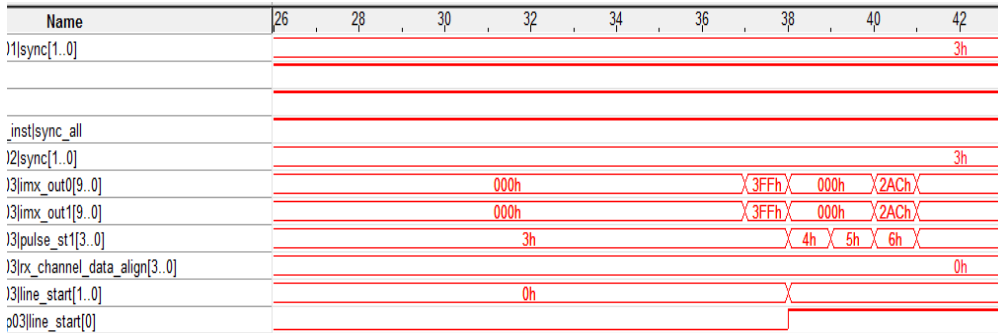 Name 26 28 30 32 34 36 38 40 42
)1|sync[1..0] 3h
_inst|sync_all
)2|sync[1..0] 3h
)3|imx_out0[9..0] 000h 3FFh 000h 2ACh
)3|imx_out1[9..0] 000h 3FFh 000h 2ACh
)3|pulse_st1[3..0] 3h 4h 5h 6h
)3|rx_channel_data_align[3..0] 0h
)3|line_start[1..0] 0h
p03|line_start[0]